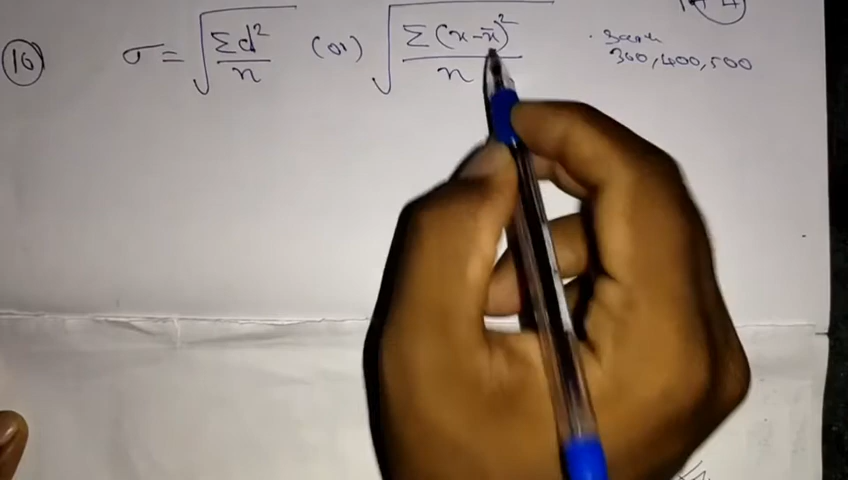 10 σ = √(Σd²/n) (or) √(Σ(x-x̄)²/n)
300, 400, 500